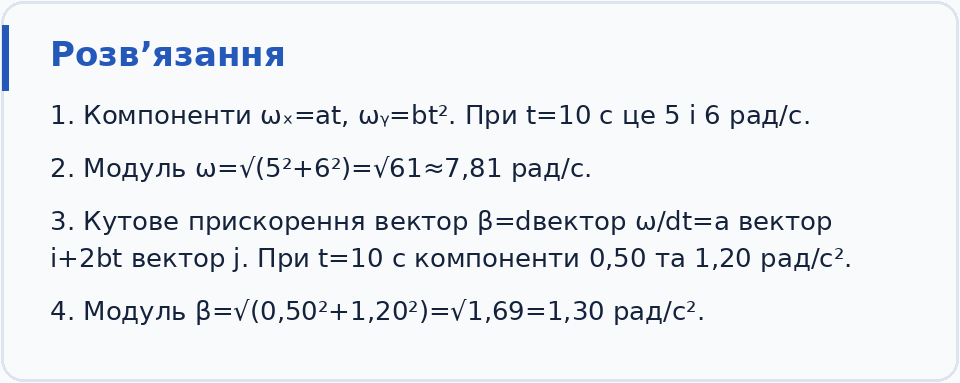 Розв’язання
1. Компоненти ωₓ=at, ωᵧ=bt². При t=10 с це 5 і 6 рад/с.
2. Модуль ω=√(5²+6²)=√61≈7,81 рад/с.
3. Кутове прискорення вектор β=dвектор ω/dt=a вектор
i+2bt вектор j. При t=10 с компоненти 0,50 та 1,20 рад/с².
4. Модуль β=√(0,50²+1,20²)=√1,69=1,30 рад/с².